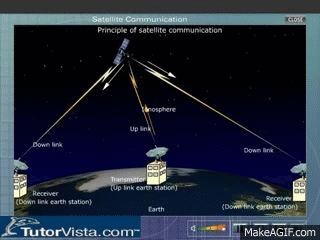 Satellite Communication
CLOSE
Principle of satellite communication
Ionosphere
Up link
Down link
Down link
Transmitter
(Up link earth station)
Receiver
(Down link earth station)
Receiver
(Down link earth station)
Earth
TutorVista.com
MakeAGIF.com